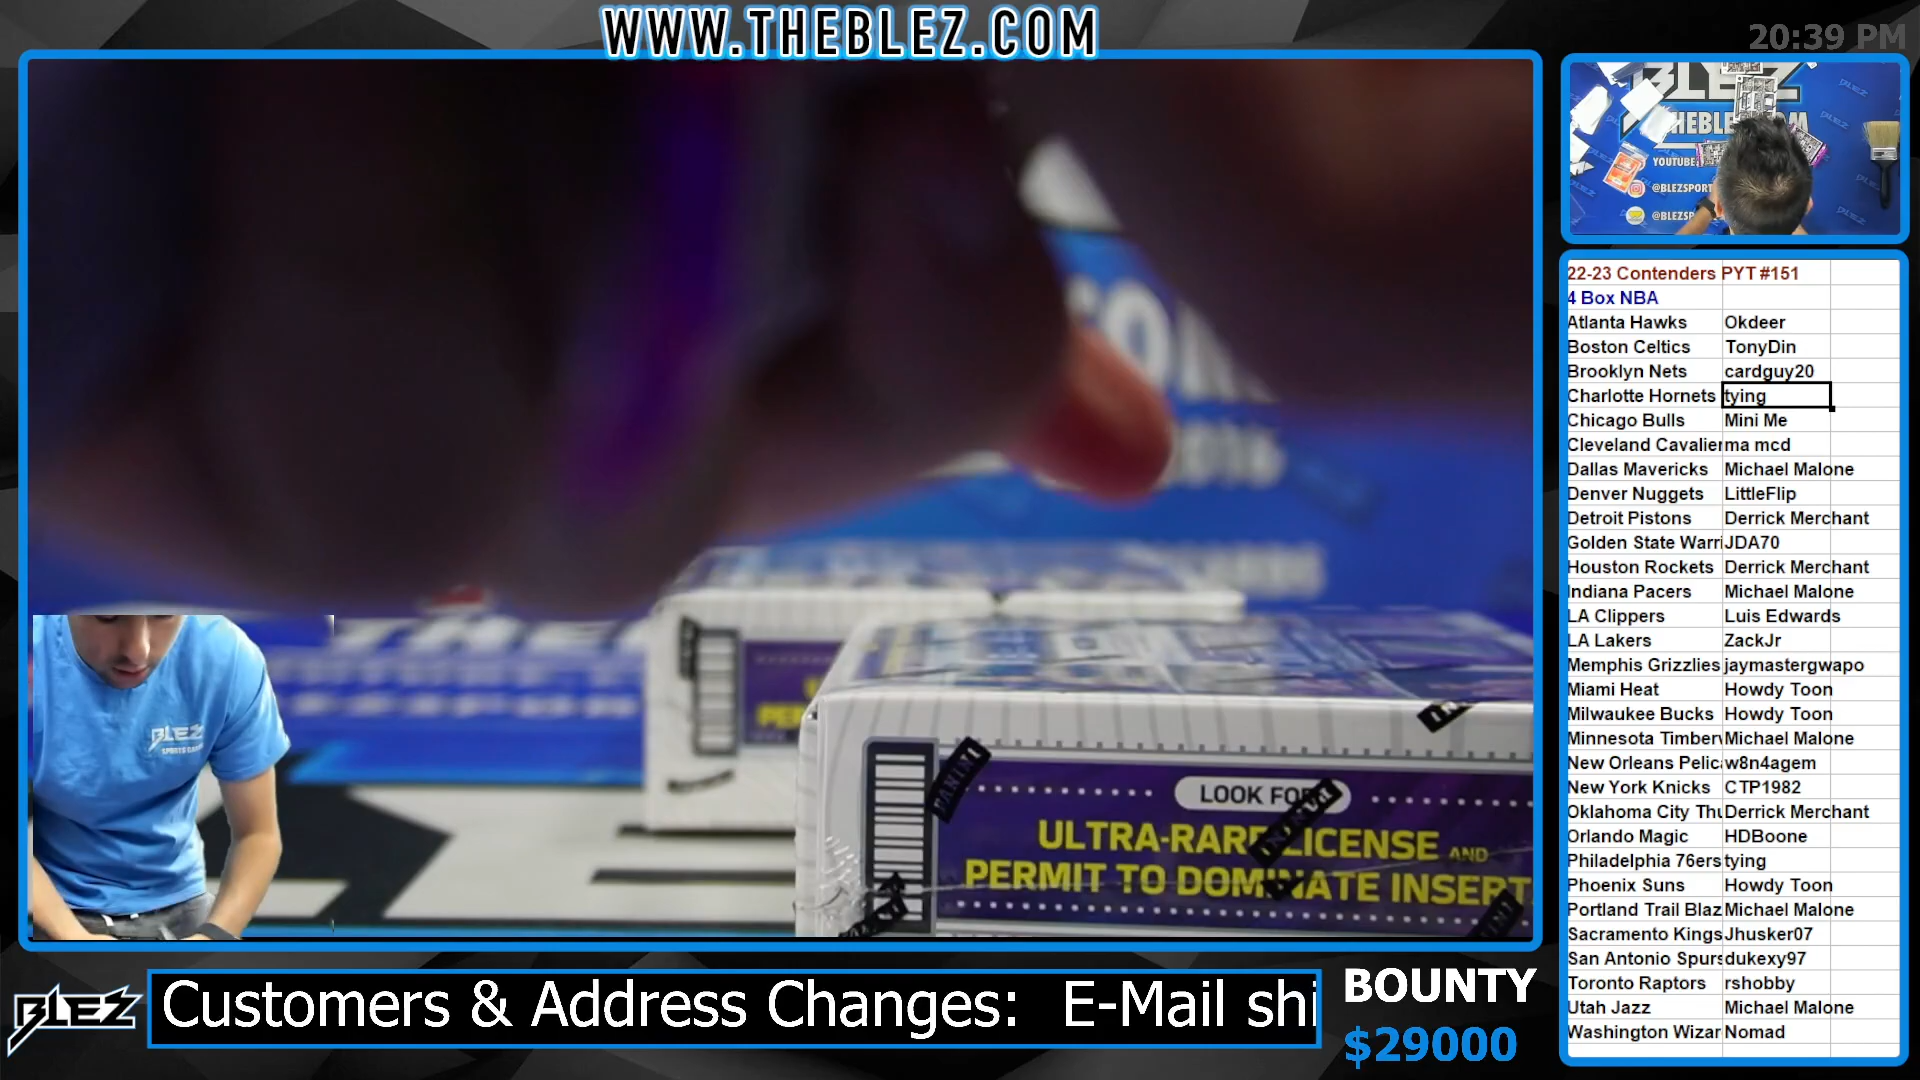 WWW.THEBLEZ.COM
20:39 PM
BLEZ
YOUTUBE
@BLEZSPORT
22-23 Contenders PYT #151
4 Box NBA
Atlanta Hawks Okdeer
Boston Celtics TonyDin
Brooklyn Nets cardguy20
Charlotte Hornets tying
Chicago Bulls Mini Me
Cleveland Cavalier ma mcd
Dallas Mavericks Michael Malone
Denver Nuggets LittleFlip
Detroit Pistons Derrick Merchant
Golden State Warri JDA70
Houston Rockets Derrick Merchant
Indiana Pacers Michael Malone
LA Clippers Luis Edwards
LA Lakers ZackJr
Memphis Grizzlies jaymastergwapo
Miami Heat Howdy Toon
Milwaukee Bucks Howdy Toon
Minnesota Timberw Michael Malone
New Orleans Pelic w8n4agem
New York Knicks CTP1982
Oklahoma City Thu Derrick Merchant
Orlando Magic HDBoone
Philadelphia 76ers tying
Phoenix Suns Howdy Toon
Portland Trail Blaz Michael Malone
Sacramento Kings Jhusker07
San Antonio Spurs dukexy97
Toronto Raptors rshobby
Utah Jazz Michael Malone
Washington Wizar Nomad
BLEZ
LOOK FOR
PANINI
ULTRA-RARE LICENSE AND
PERMIT TO DOMINATE INSERT
BLEZ
Customers & Address Changes: E-Mail shi
BOUNTY
$29000